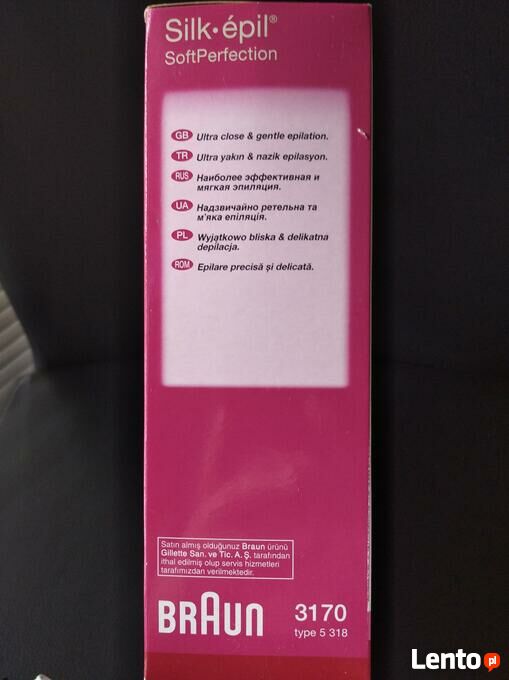 Silk·épil®
SoftPerfection
GB Ultra close & gentle epilation.
TR Ultra yakın & nazik epilasyon.
RUS Наиболее эффективная и
мягкая эпиляция.
UA Надзвичайно ретельна та
м'яка епіляція.
PL Wyjątkowo bliska & delikatna
depilacja.
ROM Epilare precisă şi delicată.
Satın almış olduğunuz Braun ürünü
Gillette San. ve Tic. A. Ş. tarafından
ithal edilmiş olup servis hizmetleri
tarafımızdan verilmektedir.
BRAUN 3170
type 5 318
Lento pl